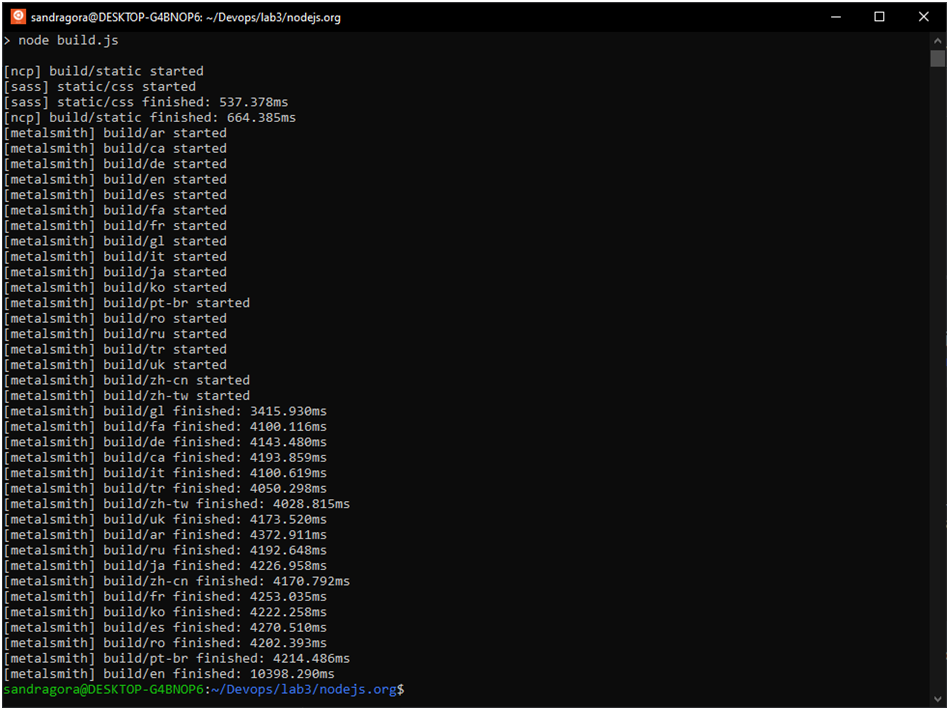 sandragora@DESKTOP-G4BNOP6: ~/Devops/lab3/nodejs.org
> node build.js
[ncp] build/static started
[sass] static/css started
[sass] static/css finished: 537.378ms
[ncp] build/static finished: 664.385ms
[metalsmith] build/ar started
[metalsmith] build/ca started
[metalsmith] build/de started
[metalsmith] build/en started
[metalsmith] build/es started
[metalsmith] build/fa started
[metalsmith] build/fr started
[metalsmith] build/gl started
[metalsmith] build/it started
[metalsmith] build/ja started
[metalsmith] build/ko started
[metalsmith] build/pt-br started
[metalsmith] build/ro started
[metalsmith] build/ru started
[metalsmith] build/tr started
[metalsmith] build/uk started
[metalsmith] build/zh-cn started
[metalsmith] build/zh-tw started
[metalsmith] build/gl finished: 3415.930ms
[metalsmith] build/fa finished: 4100.116ms
[metalsmith] build/de finished: 4143.480ms
[metalsmith] build/ca finished: 4193.859ms
[metalsmith] build/it finished: 4100.619ms
[metalsmith] build/tr finished: 4050.298ms
[metalsmith] build/zh-tw finished: 4028.815ms
[metalsmith] build/uk finished: 4173.520ms
[metalsmith] build/ar finished: 4372.911ms
[metalsmith] build/ru finished: 4192.648ms
[metalsmith] build/ja finished: 4226.958ms
[metalsmith] build/zh-cn finished: 4170.792ms
[metalsmith] build/fr finished: 4253.035ms
[metalsmith] build/ko finished: 4222.258ms
[metalsmith] build/es finished: 4270.510ms
[metalsmith] build/ro finished: 4202.393ms
[metalsmith] build/pt-br finished: 4214.486ms
[metalsmith] build/en finished: 10398.290ms
sandragora@DESKTOP-G4BNOP6:~/Devops/lab3/nodejs.org$